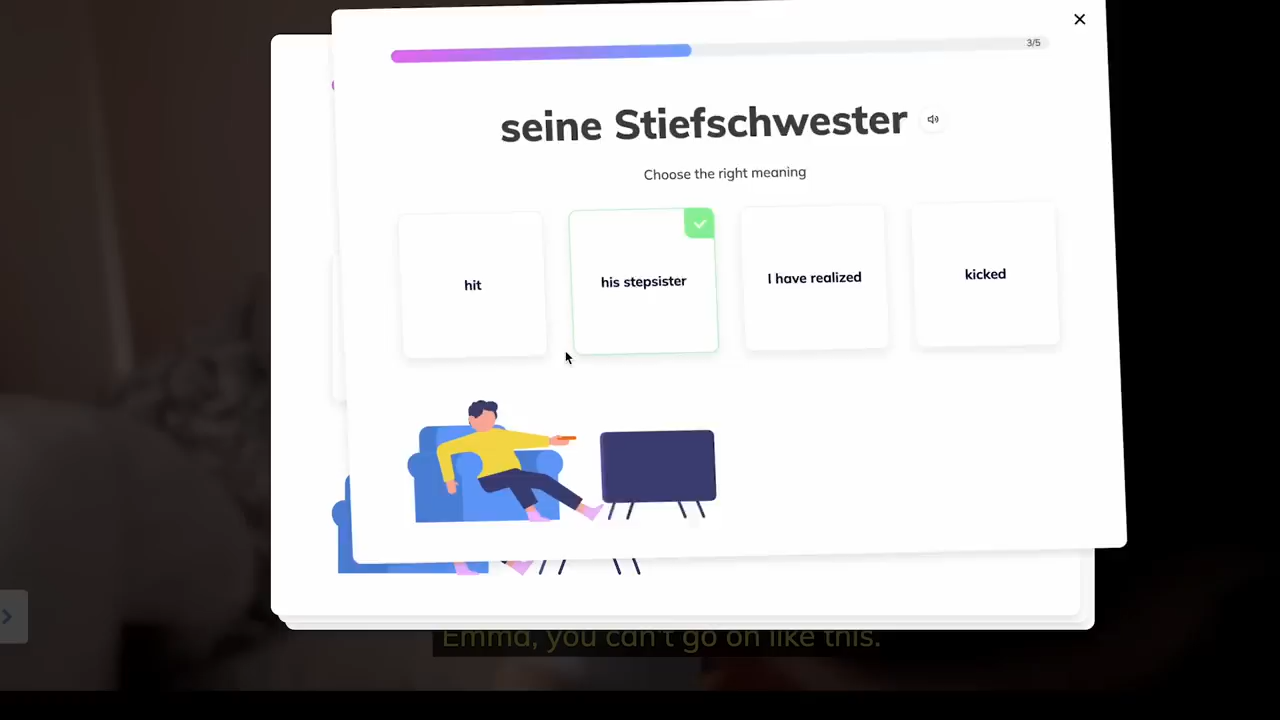 3/5
seine Stiefschwester
Choose the right meaning
hit
his stepsister
I have realized
kicked
Emma, you can't go on like this.